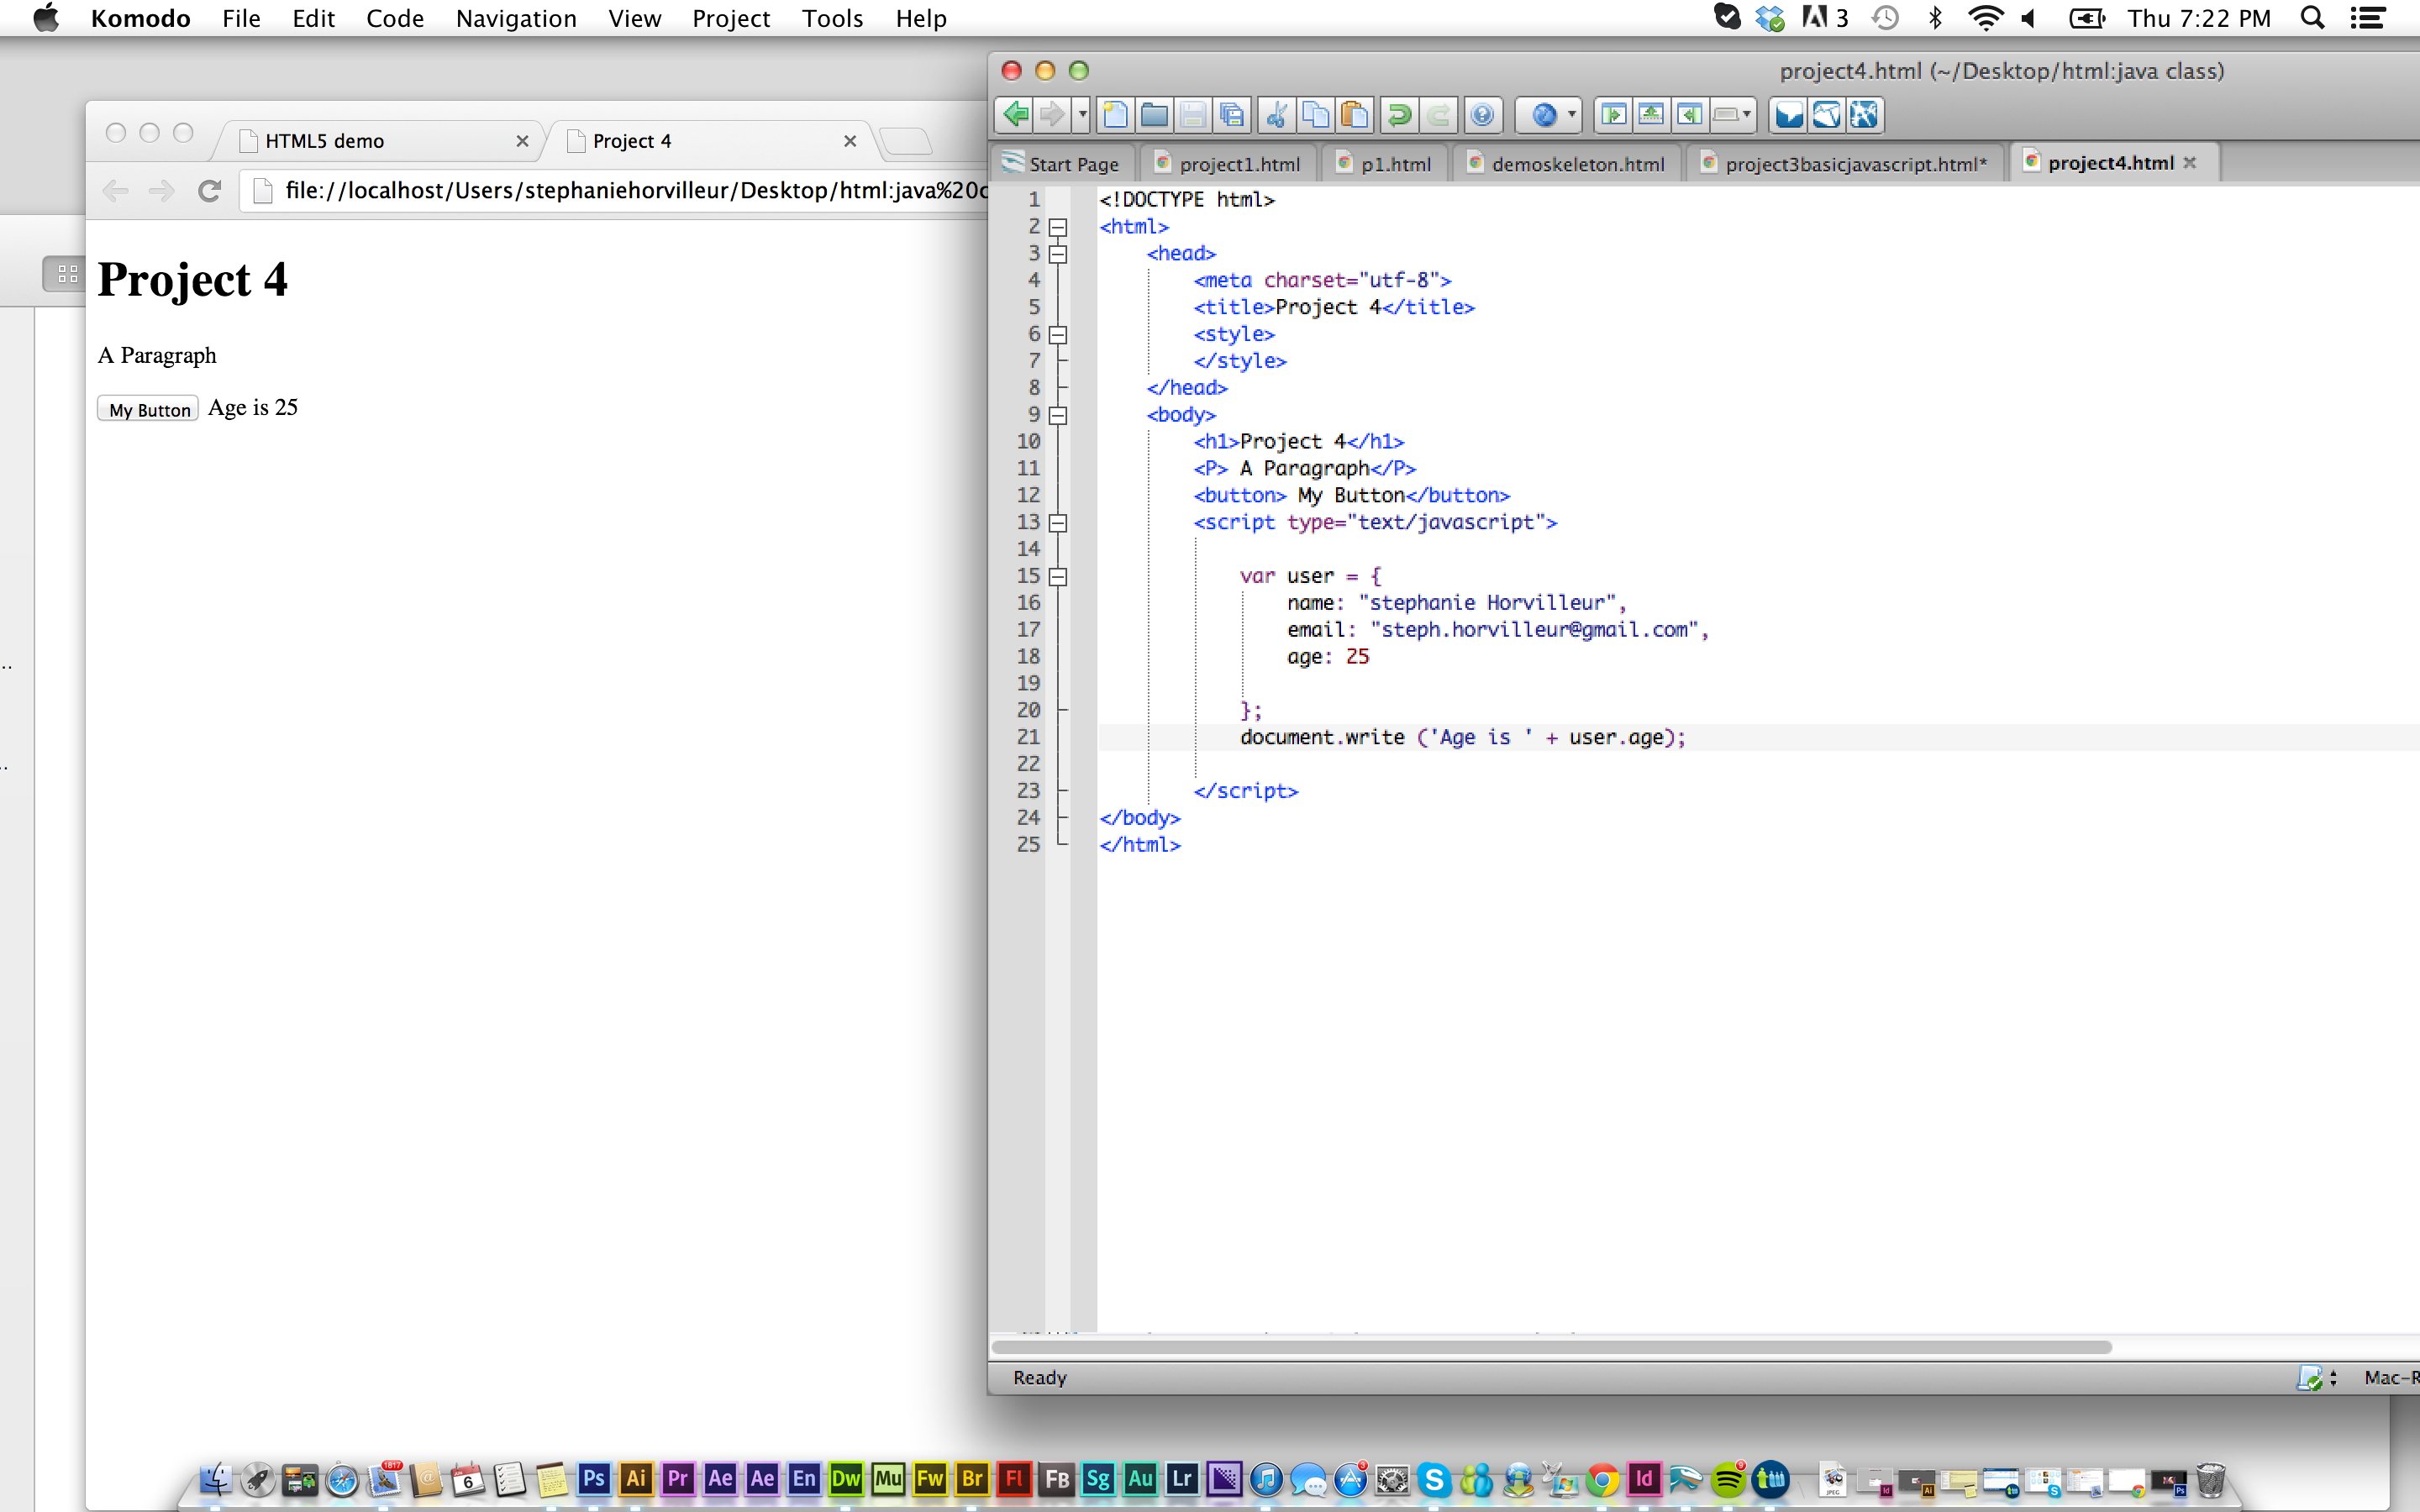 Komodo File Edit Code Navigation View Project Tools Help
3 Thu 7:22 PM
project4.html (~/Desktop/html:java class)
HTML5 demo
Project 4
file://localhost/Users/stephaniehorvilleur/Desktop/html:java%20c
Project 4
A Paragraph
My Button Age is 25
Start Page project1.html p1.html demoskeleton.html project3basicjavascript.html* project4.html
1 <!DOCTYPE html>
2 <html>
3 <head>
4 <meta charset="utf-8">
5 <title>Project 4</title>
6 <style>
7 </style>
8 </head>
9 <body>
10 <h1>Project 4</h1>
11 <P> A Paragraph</P>
12 <button> My Button</button>
13 <script type="text/javascript">
14
15 var user = {
16 name: "stephanie Horvilleur",
17 email: "steph.horvilleur@gmail.com",
18 age: 25
19
20 };
21 document.write ('Age is ' + user.age);
22
23 </script>
24 </body>
25 </html>
Ready Mac-R
1817 6 Ps Ai Pr Ae Ae En Dw Mu Fw Br Fl FB Sg Au Lr 3 S Id 9 JPEG Id Ai S Ps